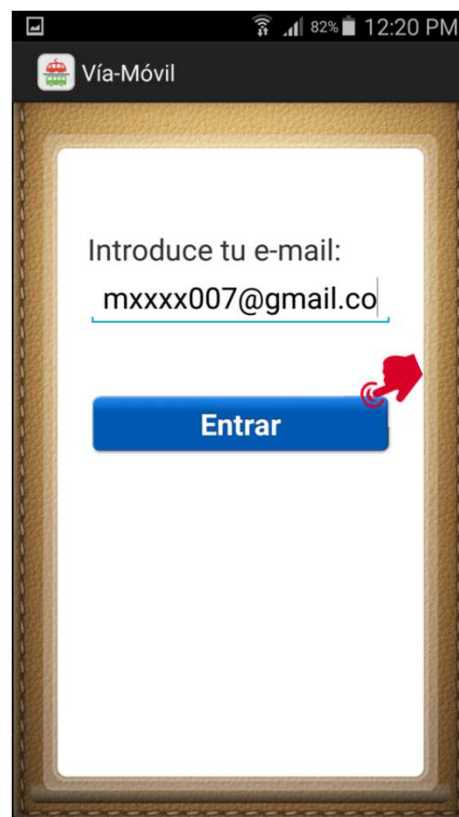 82% 12:20 PM
Vía-Móvil
Introduce tu e-mail:
mxxxx007@gmail.co
Entrar